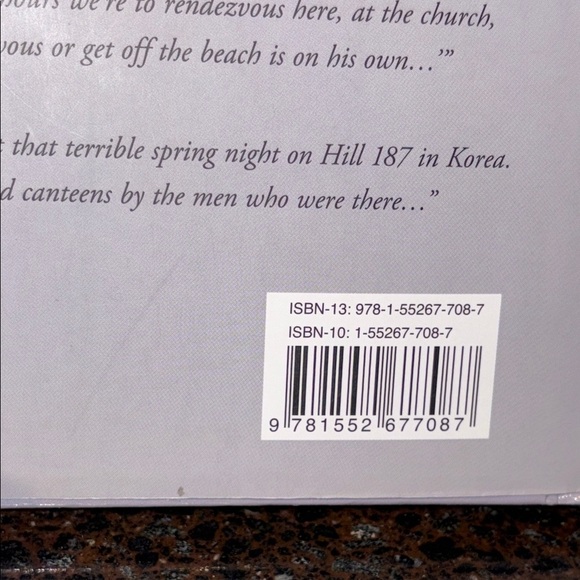 hours we're to rendezvous here, at the church,
vous or get off the beach is on his own…'"
that terrible spring night on Hill 187 in Korea.
d canteens by the men who were there…"
ISBN-13: 978-1-55267-708-7
ISBN-10: 1-55267-708-7
9 781552 677087